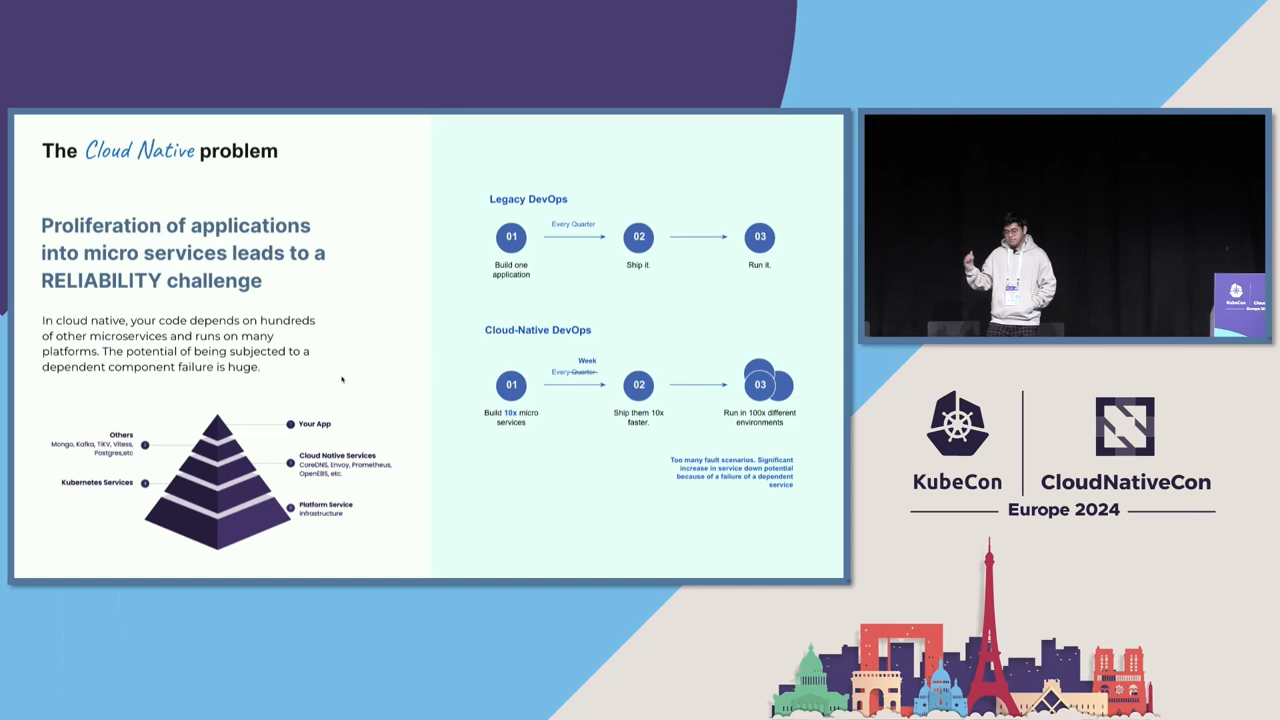 The Cloud Native problem
Proliferation of applications
into micro services leads to a
RELIABILITY challenge
In cloud native, your code depends on hundreds
of other microservices and runs on many
platforms. The potential of being subjected to a
dependent component failure is huge.
Others
Mongo, Kafka, TiKV, Vitess,
Postgres,etc
Kubernetes Services
Your App
Cloud Native Services
CoreDNS, Envoy, Prometheus,
OpenEBS, etc.
Platform Service
Infrastructure
Legacy DevOps
01
Every Quarter
02
03
Build one
application
Ship it.
Run it.
Cloud-Native DevOps
Week
Every Quarter
01
02
03
Build 10x micro
services
Ship them 10x
faster.
Run in 100x different
environments
Too many fault scenarios. Significant
increase in service down potential
because of a failure of a dependent
service
KubeCon
CloudNativeCon
Europe 2024
KubeCon